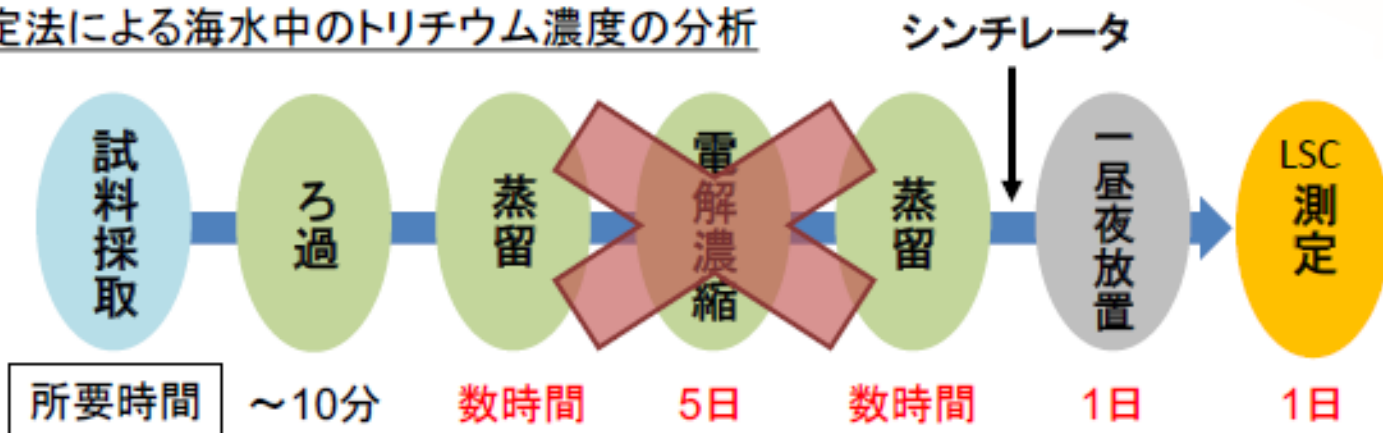 定法による海水中のトリチウム濃度の分析
シンチレータ
試料採取
ろ過
蒸留
電解濃縮
蒸留
一昼夜放置
LSC
測定
所要時間
～10分
数時間
5日
数時間
1日
1日